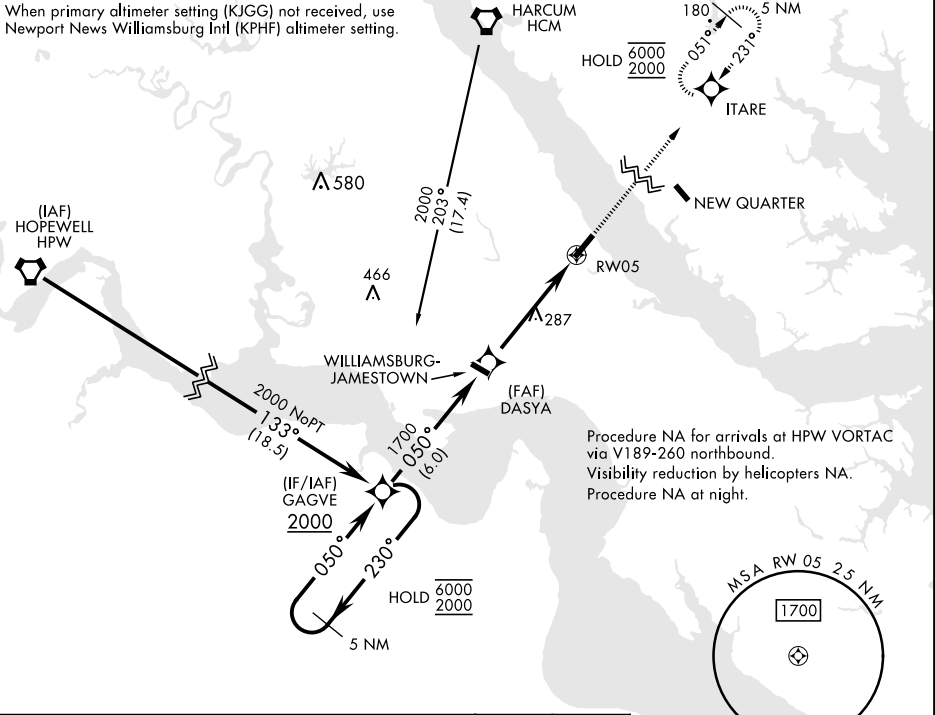 When primary altimeter setting (KJGG) not received, use
Newport News Williamsburg Intl (KPHF) altimeter setting.
HARCUM
HCM
180
5 NM
HOLD 6000
2000
051°
231°
ITARE
580
2000
203°
(17.4)
NEW QUARTER
(IAF)
HOPEWELL
HPW
RW05
466
287
WILLIAMSBURG-
JAMESTOWN
(FAF)
DASYA
2000 NoPT
133°
(18.5)
1700
050°
(6.0)
Procedure NA for arrivals at HPW VORTAC
via V189-260 northbound.
Visibility reduction by helicopters NA.
Procedure NA at night.
(IF/IAF)
GAGVE
2000
050°
230°
HOLD 6000
2000
5 NM
MSA RW 05 25 NM
1700